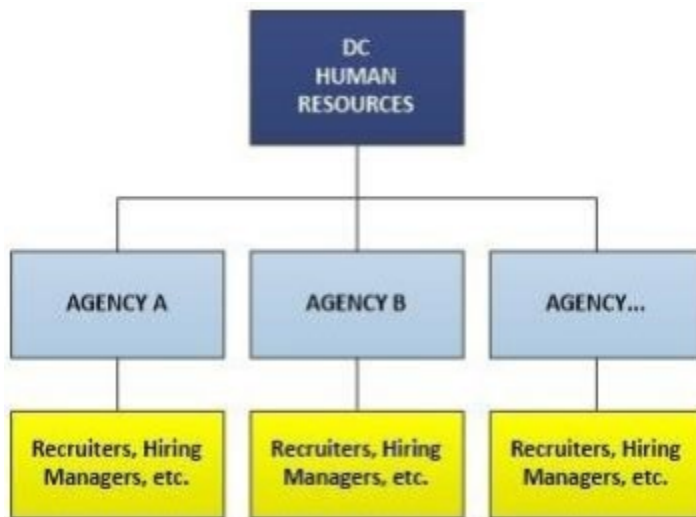 DC
HUMAN
RESOURCES
AGENCY A
AGENCY B
AGENCY...
Recruiters, Hiring
Managers, etc.
Recruiters, Hiring
Managers, etc.
Recruiters, Hiring
Managers, etc.